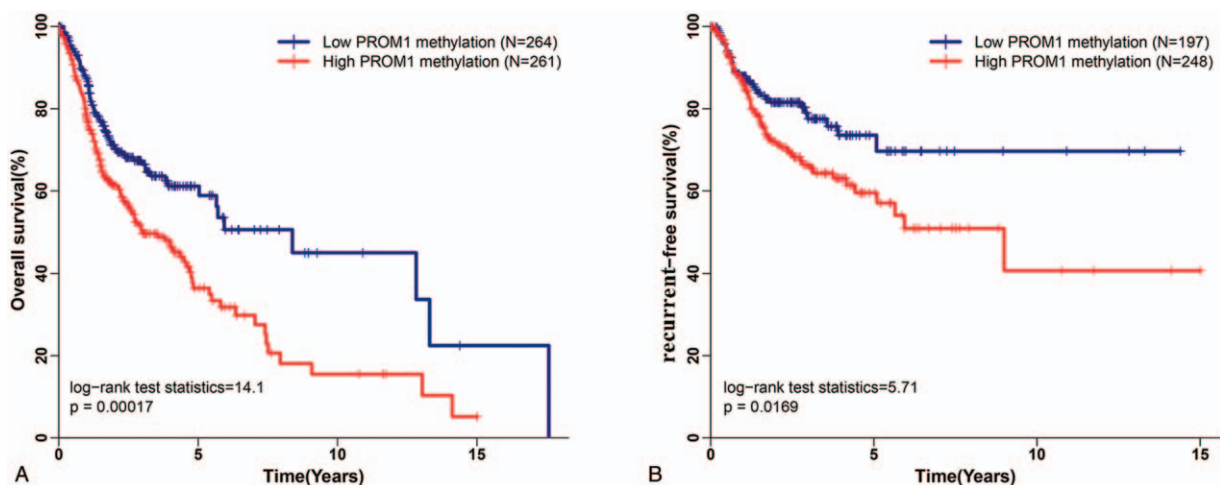 Low PROM1 methylation (N=264)
High PROM1 methylation (N=261)
Overall survival(%)
100
80
60
40
20
0
log-rank test statistics=14.1
p = 0.00017
0 5 10 15
Time(Years)
A
Low PROM1 methylation (N=197)
High PROM1 methylation (N=248)
recurrent-free survival(%)
100
80
60
40
20
0
log-rank test statistics=5.71
p = 0.0169
0 5 10 15
Time(Years)
B